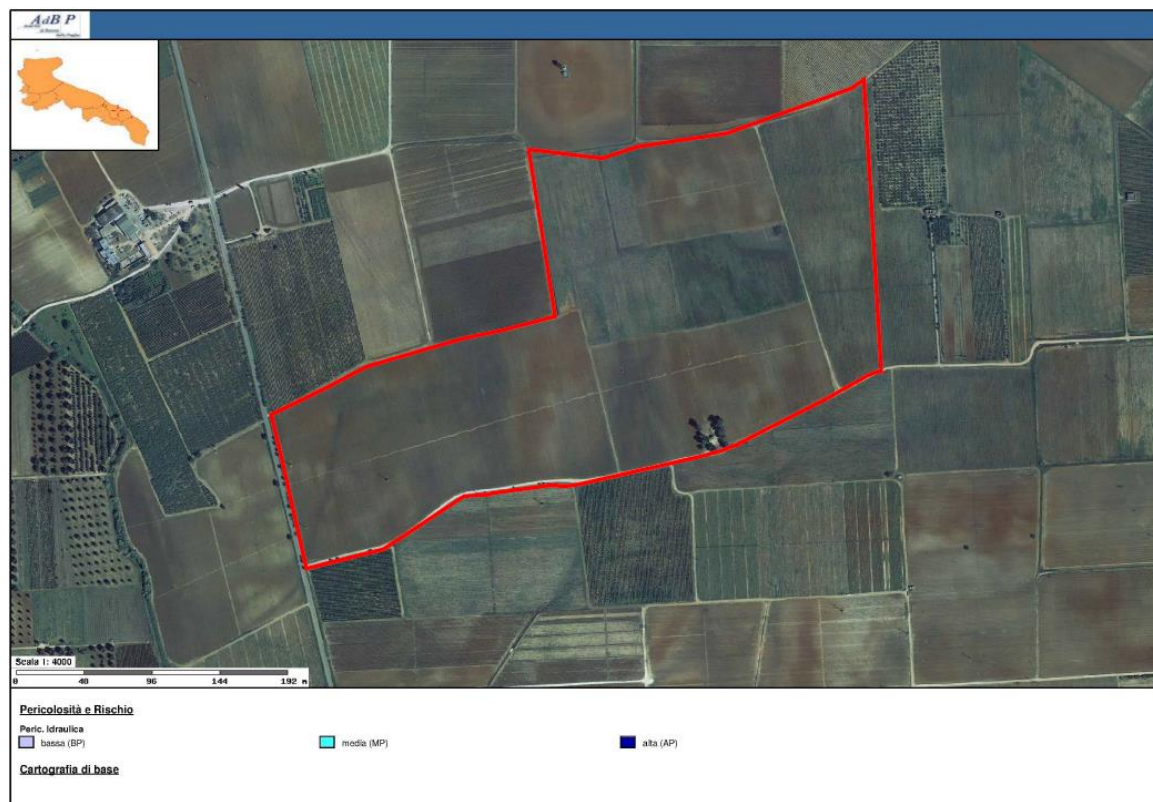 AdB P
Scala 1: 4000
0 48 96 144 192 m
Pericolosità e Rischio
Peric. Idraulica
bassa (BP) media (MP) alta (AP)
Cartografia di base